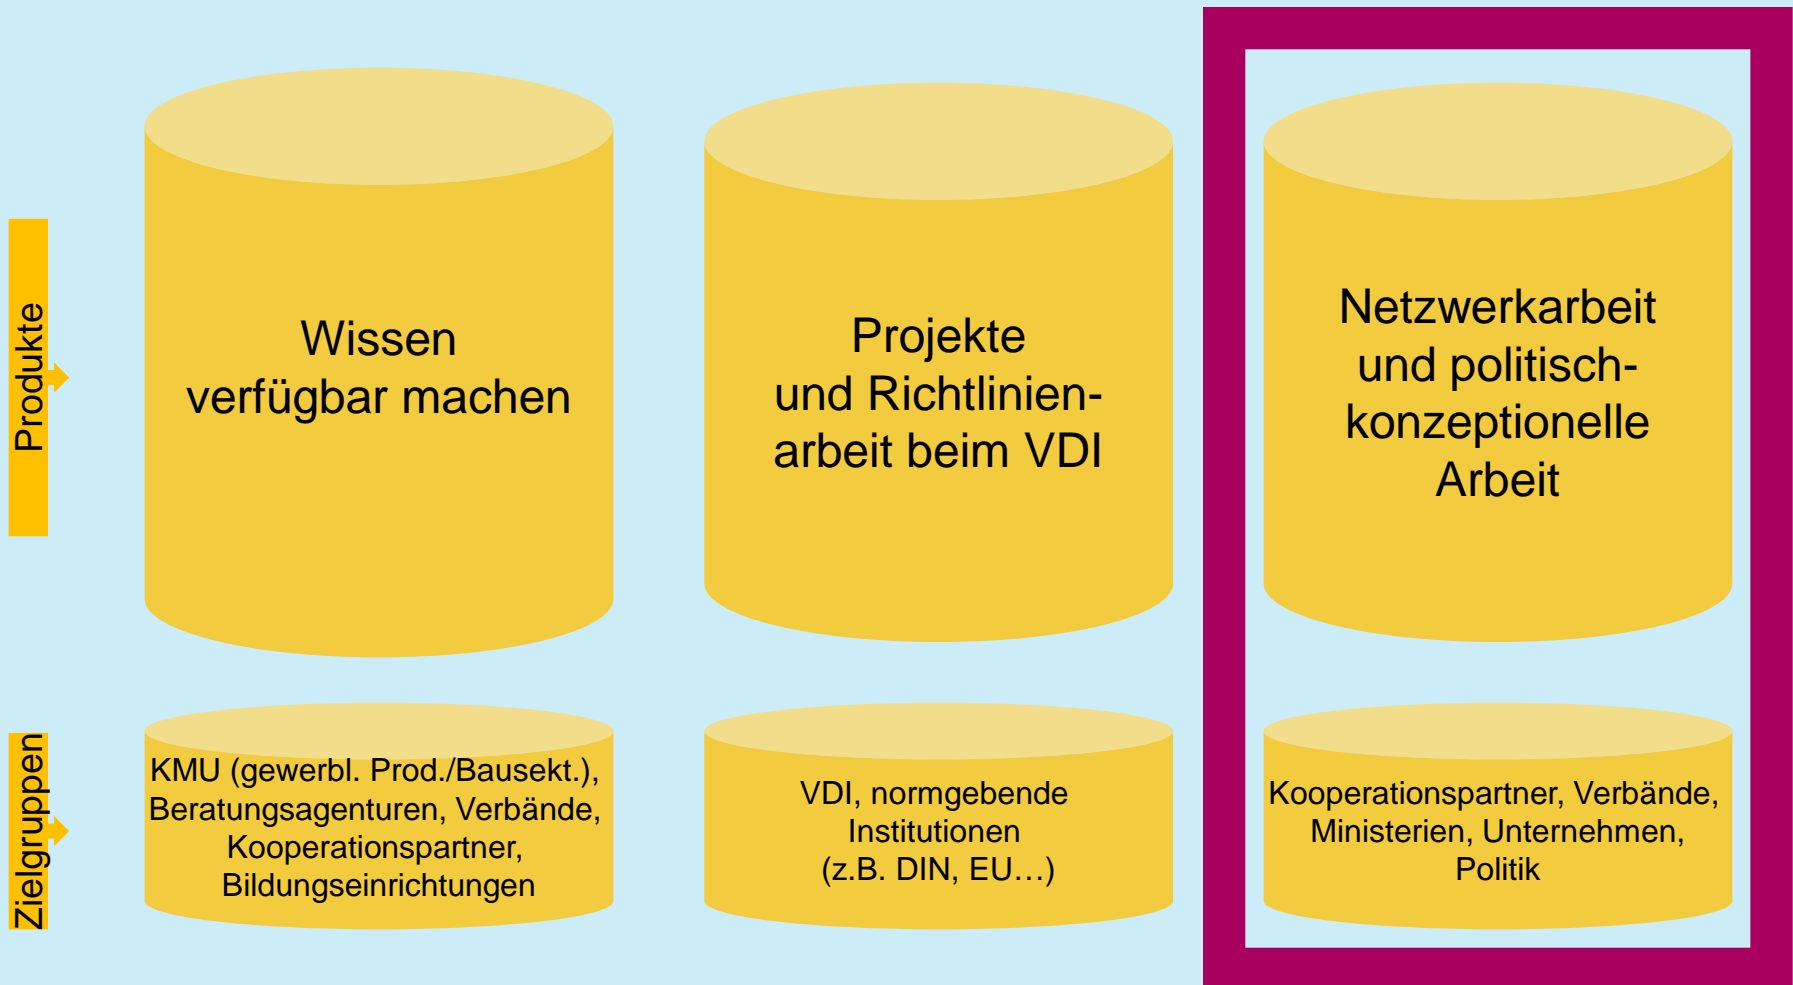 Produkte
Wissen
verfügbar machen
Projekte
und Richtlinien-
arbeit beim VDI
Netzwerkarbeit
und politisch-
konzeptionelle
Arbeit
Zielgruppen
KMU (gewerbl. Prod./Bausekt.),
Beratungsagenturen, Verbände,
Kooperationspartner,
Bildungseinrichtungen
VDI, normgebende
Institutionen
(z.B. DIN, EU…)
Kooperationspartner, Verbände,
Ministerien, Unternehmen,
Politik